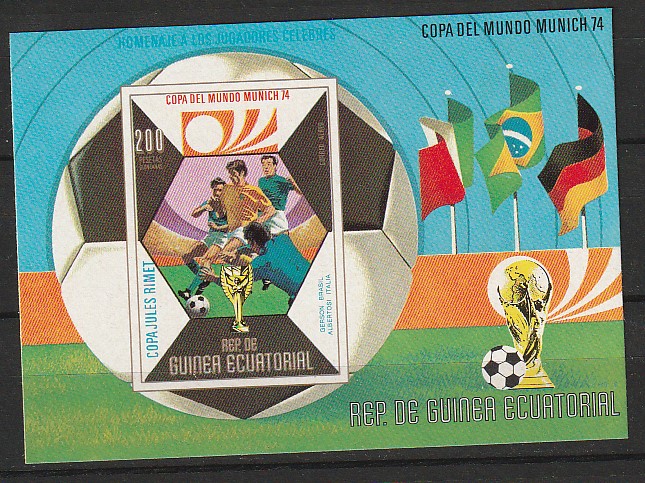 HOMENAJE A LOS JUGADORES CELEBRES
COPA DEL MUNDO MUNICH 74
COPA DEL MUNDO MUNICH 74
200
PESETAS
COPA JULES RIMET
GERSON BRASIL
ALBERTOSI ITALIA
REP. DE
GUINEA ECUATORIAL
REP. DE GUINEA ECUATORIAL